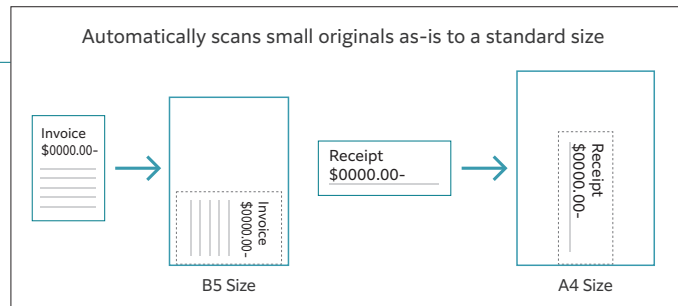 Automatically scans small originals as-is to a standard size
Invoice
$0000.00-
Invoice
$0000.00-
B5 Size
Receipt
$0000.00-
Receipt
$0000.00-
A4 Size